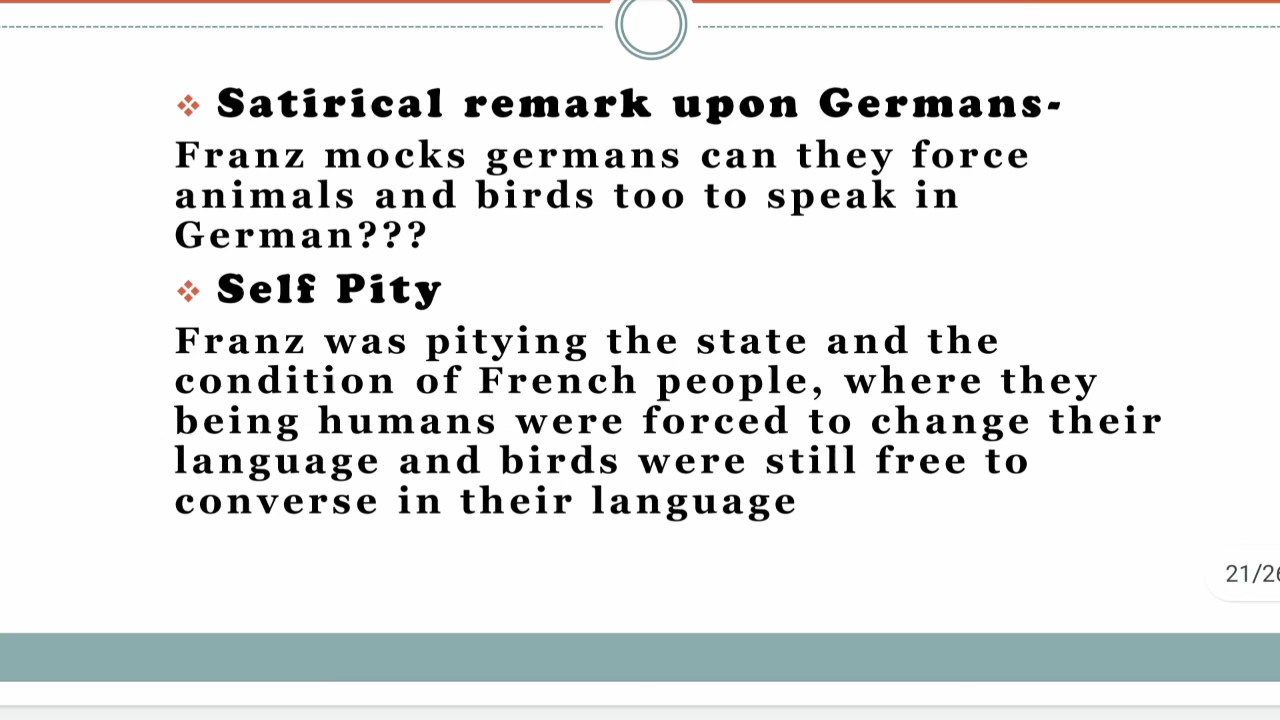 Satirical remark upon Germans-
Franz mocks germans can they force
animals and birds too to speak in
German???
Self Pity
Franz was pitying the state and the
condition of French people, where they
being humans were forced to change their
language and birds were still free to
converse in their language
21/26